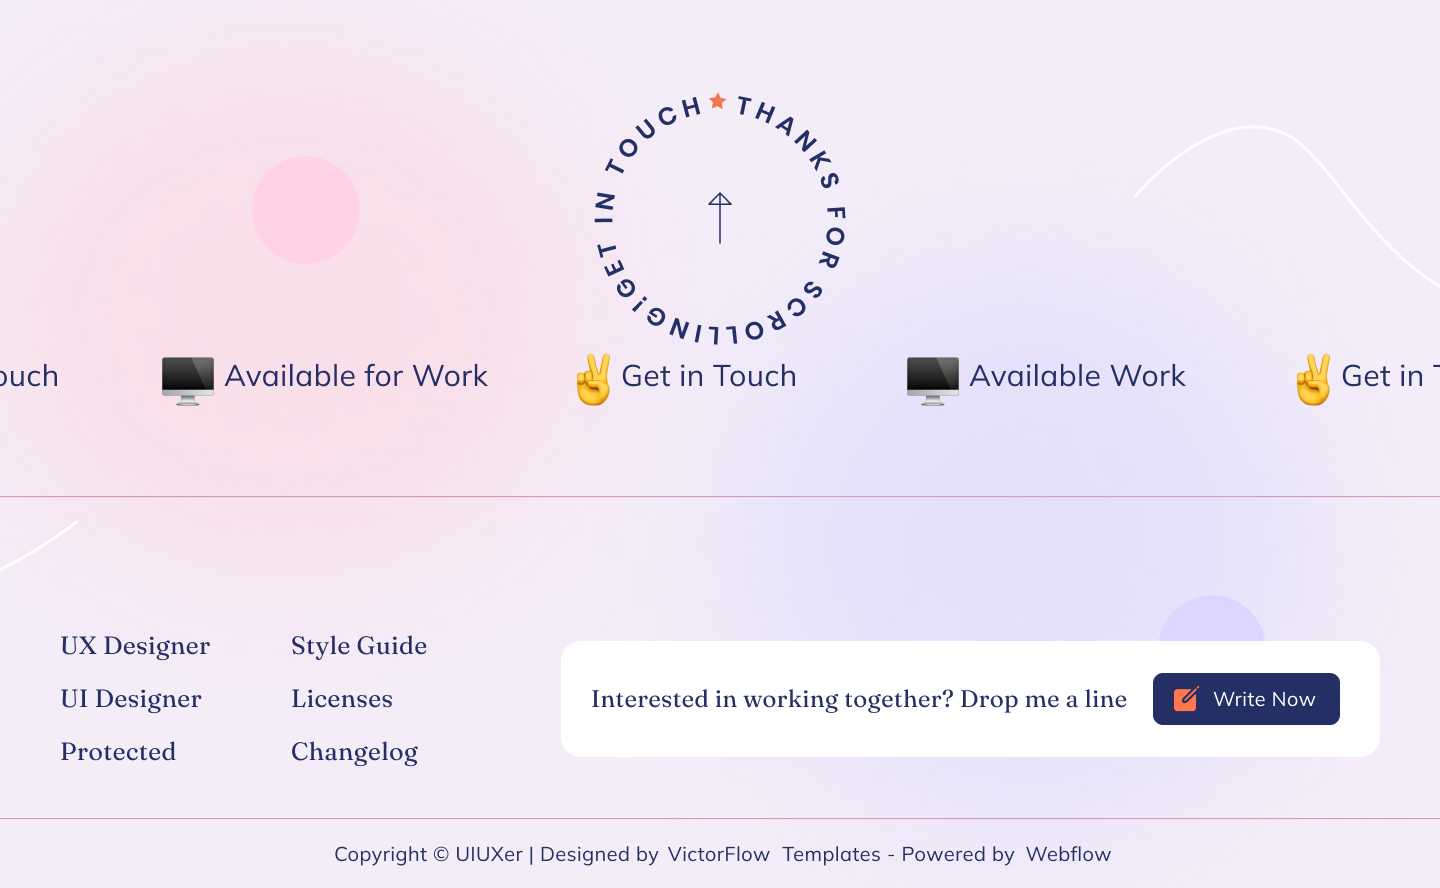 THANKS FOR SCROLLING! GET IN TOUCH
ouch Available for Work Get in Touch Available Work Get in T
UX Designer Style Guide
UI Designer Licenses
Protected Changelog
Interested in working together? Drop me a line Write Now
Copyright © UIUXer | Designed by VictorFlow Templates - Powered by Webflow